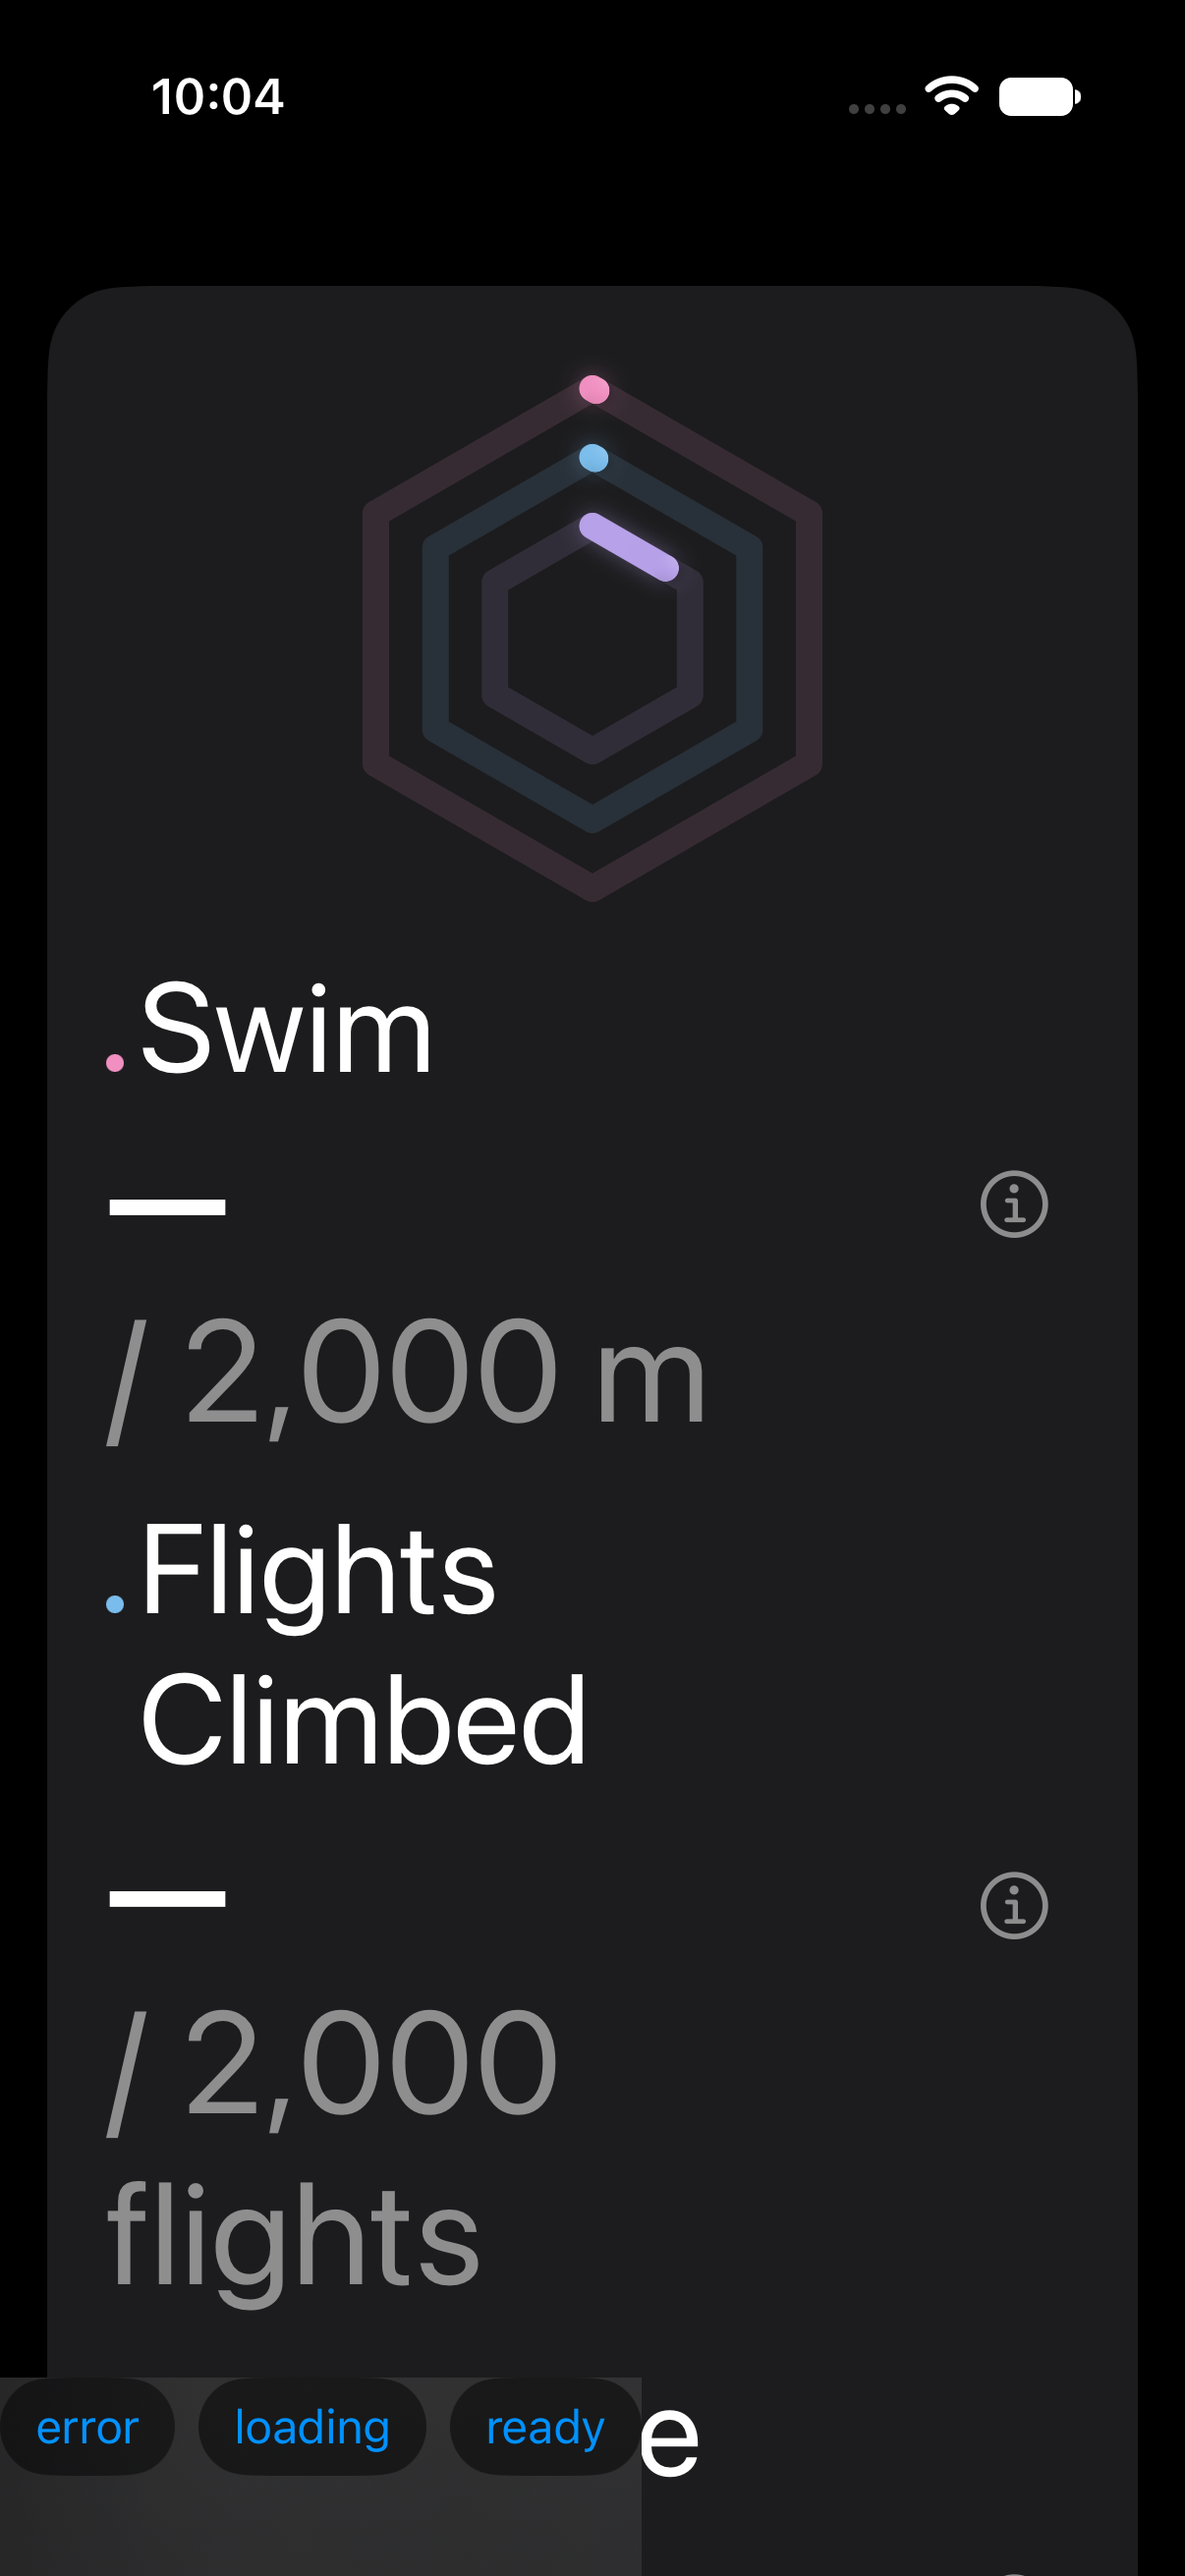 10:04
Swim
—
/ 2,000 m
Flights
Climbed
—
/ 2,000
flights
error loading ready e